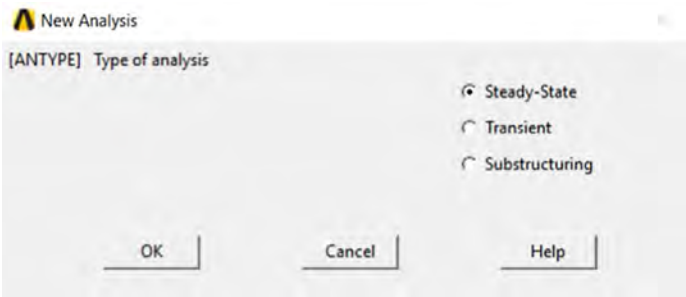 New Analysis
[ANTYPE] Type of analysis
Steady-State
Transient
Substructuring
OK Cancel Help